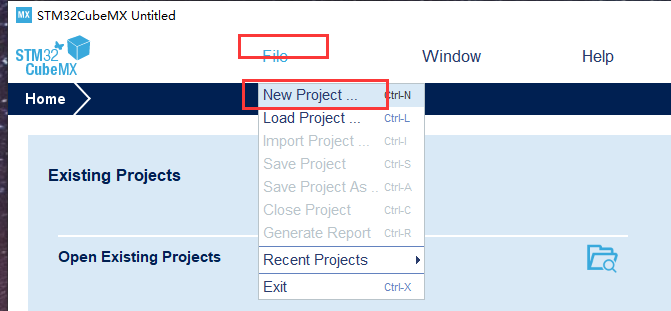 MX STM32CubeMX Untitled
STM32
CubeMX
File
Window
Help
Home
New Project ... Ctrl-N
Load Project ... Ctrl-L
Import Project ... Ctrl-I
Save Project Ctrl-S
Save Project As .. Ctrl-A
Close Project Ctrl-C
Generate Report Ctrl-R
Recent Projects
Exit Ctrl-X
Existing Projects
Open Existing Projects